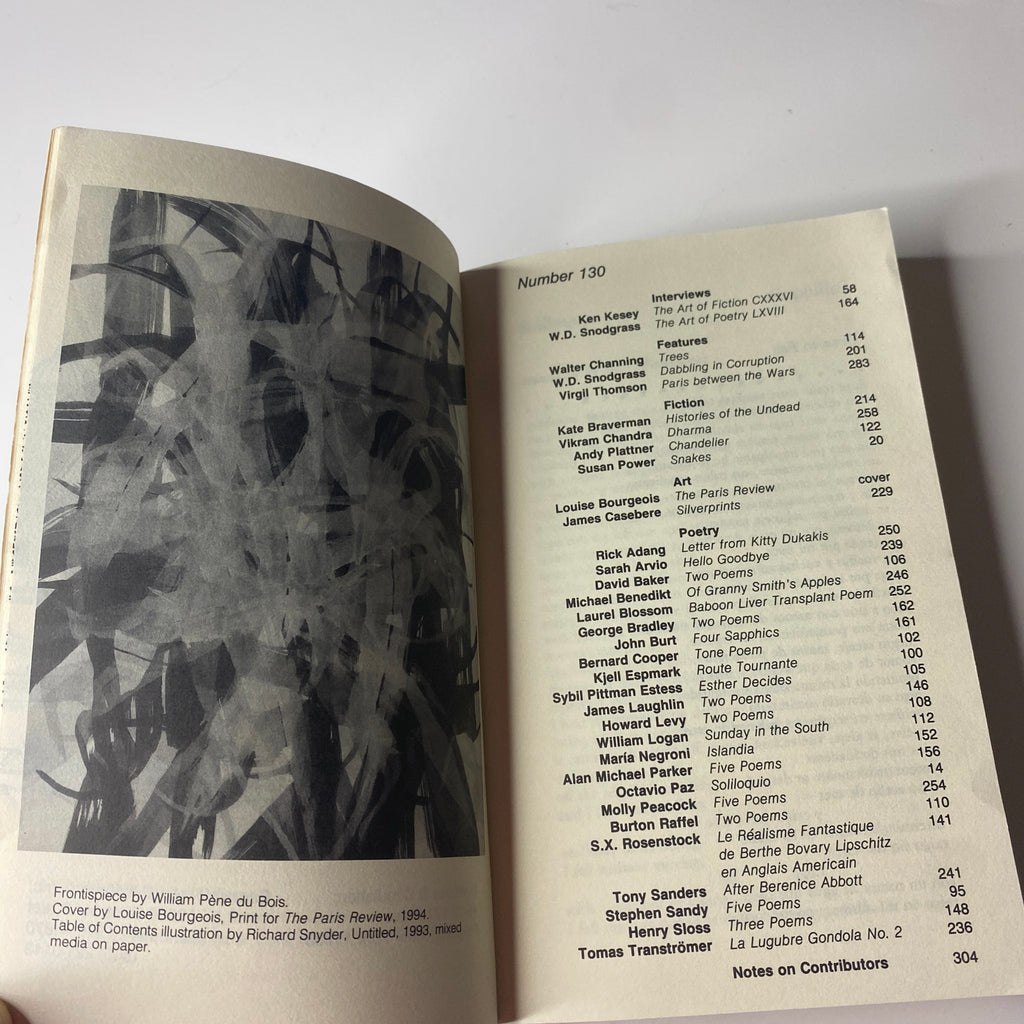 Frontispiece by William Pène du Bois.
Cover by Louise Bourgeois, Print for The Paris Review, 1994.
Table of Contents illustration by Richard Snyder, Untitled, 1993, mixed
media on paper.
Number 130
Interviews
Ken Kesey The Art of Fiction CXXXVI 58
W.D. Snodgrass The Art of Poetry LXVIII 164
Features
Walter Channing Trees 114
W.D. Snodgrass Dabbling in Corruption 201
Virgil Thomson Paris between the Wars 283
Fiction
Kate Braverman Histories of the Undead 214
Vikram Chandra Dharma 258
Andy Plattner Chandelier 122
Susan Power Snakes 20
Art
Louise Bourgeois The Paris Review cover
James Casebere Silverprints 229
Poetry
Rick Adang Letter from Kitty Dukakis 250
Sarah Arvio Hello Goodbye 239
David Baker Two Poems 106
Michael Benedikt Of Granny Smith's Apples 246
Laurel Blossom Baboon Liver Transplant Poem 252
George Bradley Two Poems 162
John Burt Four Sapphics 161
Bernard Cooper Tone Poem 102
Kjell Espmark Route Tournante 100
Sybil Pittman Estess Esther Decides 105
James Laughlin Two Poems 146
Howard Levy Two Poems 108
William Logan Sunday in the South 112
María Negroni Islandia 152
Alan Michael Parker Five Poems 156
Octavio Paz Soliloquio 14
Molly Peacock Five Poems 254
Burton Raffel Two Poems 110
S.X. Rosenstock Le Réalisme Fantastique 141
de Berthe Bovary Lipschitz
en Anglais Americain
Tony Sanders After Berenice Abbott 241
Stephen Sandy Five Poems 95
Henry Sloss Three Poems 148
Tomas Tranströmer La Lugubre Gondola No. 2 236
Notes on Contributors 304